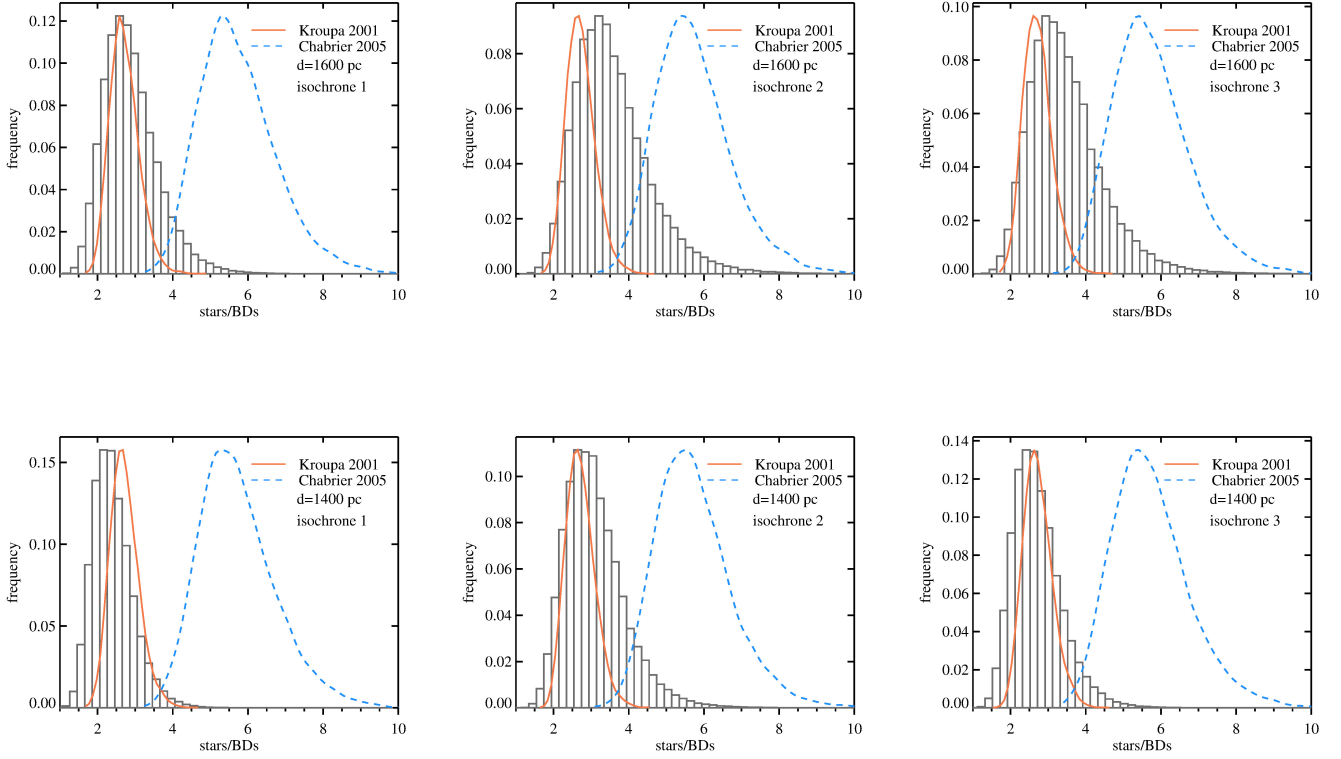 0.12
0.10
0.08
0.06
0.04
0.02
0.00
frequency
Kroupa 2001
Chabrier 2005
d=1600 pc
isochrone 1
2 4 6 8 10
stars/BDs
0.08
0.06
0.04
0.02
0.00
frequency
Kroupa 2001
Chabrier 2005
d=1600 pc
isochrone 2
2 4 6 8 10
stars/BDs
0.10
0.08
0.06
0.04
0.02
0.00
frequency
Kroupa 2001
Chabrier 2005
d=1600 pc
isochrone 3
2 4 6 8 10
stars/BDs
0.15
0.10
0.05
0.00
frequency
Kroupa 2001
Chabrier 2005
d=1400 pc
isochrone 1
2 4 6 8 10
stars/BDs
0.10
0.08
0.06
0.04
0.02
0.00
frequency
Kroupa 2001
Chabrier 2005
d=1400 pc
isochrone 2
2 4 6 8 10
stars/BDs
0.14
0.12
0.10
0.08
0.06
0.04
0.02
0.00
frequency
Kroupa 2001
Chabrier 2005
d=1400 pc
isochrone 3
2 4 6 8 10
stars/BDs